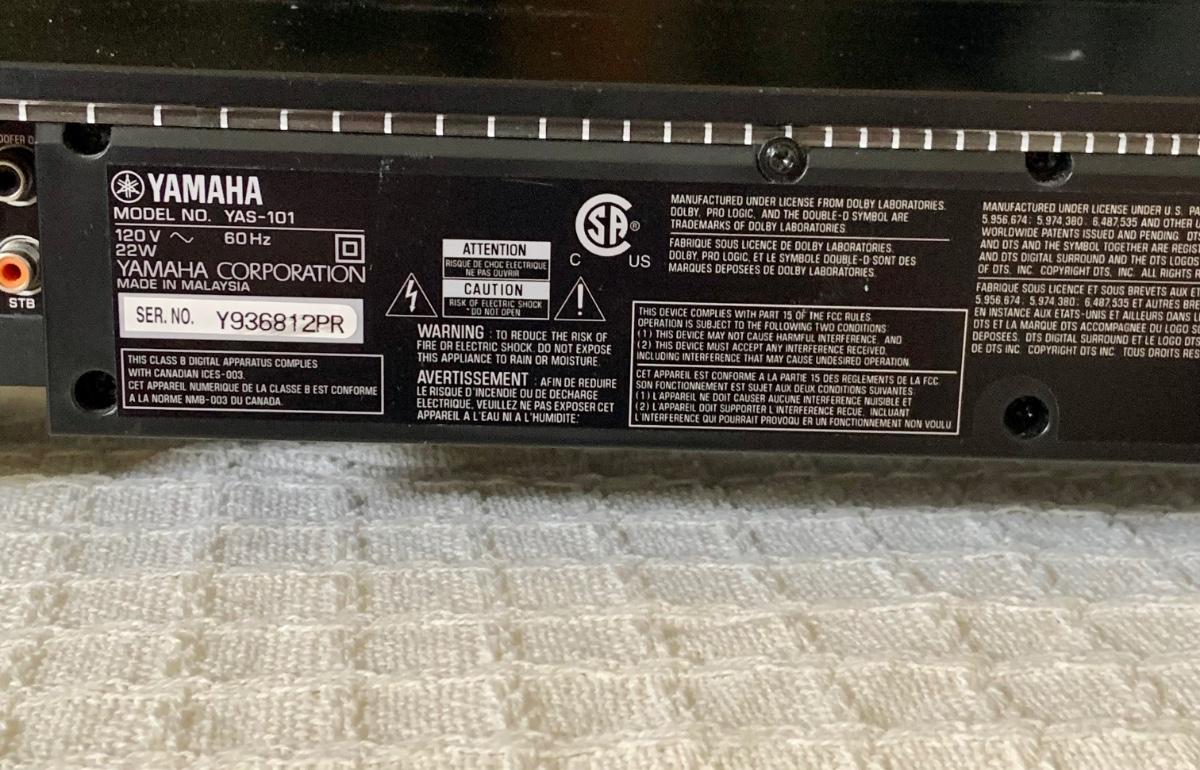 STB
YAMAHA
MODEL NO. YAS-101
120 V ~ 60 Hz
22W
YAMAHA CORPORATION
MADE IN MALAYSIA
SER. NO. Y936812PR
THIS CLASS B DIGITAL APPARATUS COMPLIES
WITH CANADIAN ICES-003.
CET APPAREIL NUMERIQUE DE LA CLASSE B EST CONFORME
A LA NORME NMB-003 DU CANADA.
ATTENTION
RISQUE DE CHOC ELECTRIQUE
NE PAS OUVRIR
CAUTION
RISK OF ELECTRIC SHOCK
DO NOT OPEN
WARNING : TO REDUCE THE RISK OF
FIRE OR ELECTRIC SHOCK, DO NOT EXPOSE
THIS APPLIANCE TO RAIN OR MOISTURE.
AVERTISSEMENT : AFIN DE REDUIRE
LE RISQUE D'INCENDIE OU DE DECHARGE
ELECTRIQUE, VEUILLEZ NE PAS EXPOSER CET
APPAREIL A L'EAU NI A L'HUMIDITE.
SA ®
C US
MANUFACTURED UNDER LICENSE FROM DOLBY LABORATORIES.
DOLBY, PRO LOGIC, AND THE DOUBLE-D SYMBOL ARE
TRADEMARKS OF DOLBY LABORATORIES.
FABRIQUE SOUS LICENCE DE DOLBY LABORATORIES.
DOLBY, PRO LOGIC, ET LE SYMBOLE DOUBLE-D SONT DES
MARQUES DEPOSEES DE DOLBY LABORATORIES.
THIS DEVICE COMPLIES WITH PART 15 OF THE FCC RULES.
OPERATION IS SUBJECT TO THE FOLLOWING TWO CONDITIONS:
(1) THIS DEVICE MAY NOT CAUSE HARMFUL INTERFERENCE, AND
(2) THIS DEVICE MUST ACCEPT ANY INTERFERENCE RECEIVED,
INCLUDING INTERFERENCE THAT MAY CAUSE UNDESIRED OPERATION.
CET APPAREIL EST CONFORME A LA PARTIE 15 DES REGLEMENTS DE LA FCC.
SON FONCTIONNEMENT EST SUJET AUX DEUX CONDITIONS SUIVANTES:
(1) L'APPAREIL NE DOIT CAUSER AUCUNE INTERFERENCE NUISIBLE ET
(2) L'APPAREIL DOIT SUPPORTER L'INTERFERENCE RECUE, INCLUANT
L'INTERFERENCE QUI POURRAIT PROVOQU ER UN FONCTIONNEMENT NON VOULU.
MANUFACTURED UNDER LICENSE UNDER U.S. PA
5,956,674; 5,974,380; 6,487,535 AND OTHER U
WORLDWIDE PATENTS ISSUED AND PENDING. DTS
AND DTS AND THE SYMBOL TOGETHER ARE REGIST
AND DTS DIGITAL SURROUND AND THE DTS LOGOS
OF DTS, INC. COPYRIGHT DTS, INC. ALL RIGHTS
FABRIQUE SOUS LICENCE ET SOUS BREVETS AUX E
5,956,674; 5,974,380; 6,487,535 ET AUTRES BRE
EN INSTANCE AUX ETATS-UNIS ET AILLEURS DANS L
DTS ET LA MARQUE DTS ACCOMPAGNEE DU LOGO S
DEPOSEES. DTS DIGITAL SURROUND ET LE LOGO DT
DE DTS INC. COPYRIGHT DTS INC. TOUS DROITS RES